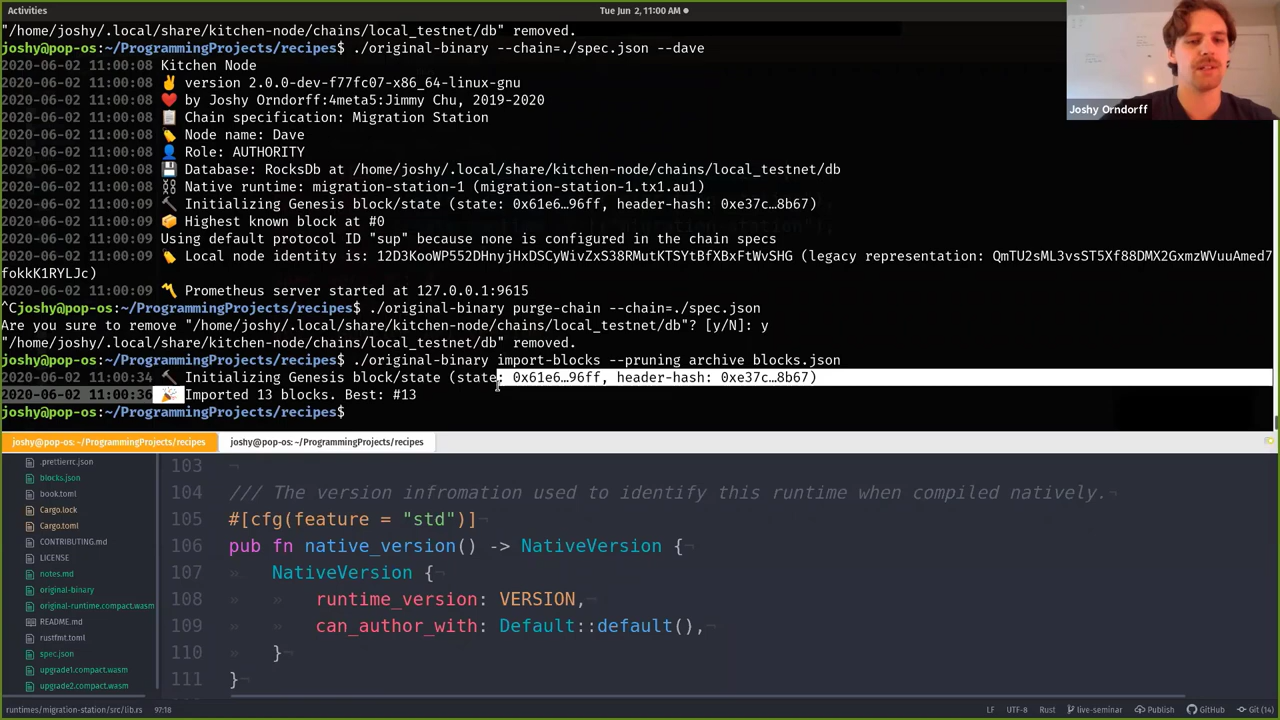 Activities
Tue Jun 2, 11:00 AM
"/home/joshy/.local/share/kitchen-node/chains/local_testnet/db" removed.
joshy@pop-os:~/ProgrammingProjects/recipes$ ./original-binary --chain=./spec.json --dave
2020-06-02 11:00:08 Kitchen Node
2020-06-02 11:00:08 ✌️ version 2.0.0-dev-f77fc07-x86_64-linux-gnu
2020-06-02 11:00:08 ❤️ by Joshy Orndorff:4meta5:Jimmy Chu, 2019-2020
2020-06-02 11:00:08 📋 Chain specification: Migration Station
2020-06-02 11:00:08 🏷 Node name: Dave
2020-06-02 11:00:08 👤 Role: AUTHORITY
2020-06-02 11:00:08 💾 Database: RocksDb at /home/joshy/.local/share/kitchen-node/chains/local_testnet/db
2020-06-02 11:00:08 ⛓ Native runtime: migration-station-1 (migration-station-1.tx1.au1)
2020-06-02 11:00:09 🔨 Initializing Genesis block/state (state: 0x61e6…96ff, header-hash: 0xe37c…8b67)
2020-06-02 11:00:09 📦 Highest known block at #0
2020-06-02 11:00:09 Using default protocol ID "sup" because none is configured in the chain specs
2020-06-02 11:00:09 🏷 Local node identity is: 12D3KooWP552DHnyjHxDSCyWivZxS38RMutKTSYtBfXBxFtWvSHG (legacy representation: QmTU2sML3vsST5Xf88DMX2GxmzWVuuAmed7
fokkK1RYLJc)
2020-06-02 11:00:09 〽️ Prometheus server started at 127.0.0.1:9615
^Cjoshy@pop-os:~/ProgrammingProjects/recipes$ ./original-binary purge-chain --chain=./spec.json
Are you sure to remove "/home/joshy/.local/share/kitchen-node/chains/local_testnet/db"? [y/N]: y
"/home/joshy/.local/share/kitchen-node/chains/local_testnet/db" removed.
joshy@pop-os:~/ProgrammingProjects/recipes$ ./original-binary import-blocks --pruning archive blocks.json
2020-06-02 11:00:34 🔨 Initializing Genesis block/state (state: 0x61e6…96ff, header-hash: 0xe37c…8b67)
2020-06-02 11:00:36 🎉 Imported 13 blocks. Best: #13
joshy@pop-os:~/ProgrammingProjects/recipes$
Joshy Orndorff
joshy@pop-os: ~/ProgrammingProjects/recipes
joshy@pop-os: ~/ProgrammingProjects/recipes
.prettierrc.json
blocks.json
book.toml
Cargo.lock
Cargo.toml
CONTRIBUTING.md
LICENSE
notes.md
original-binary
original-runtime.compact.wasm
README.md
rustfmt.toml
spec.json
upgrade1.compact.wasm
upgrade2.compact.wasm
103
104 /// The version infromation used to identify this runtime when compiled natively.
105 #[cfg(feature = "std")]
106 pub fn native_version() -> NativeVersion {
107 NativeVersion {
108 runtime_version: VERSION,
109 can_author_with: Default::default(),
110 }
111 }
runtimes/migration-station/src/lib.rs 97:18
LF UTF-8 Rust live-seminar Publish GitHub Git (14)